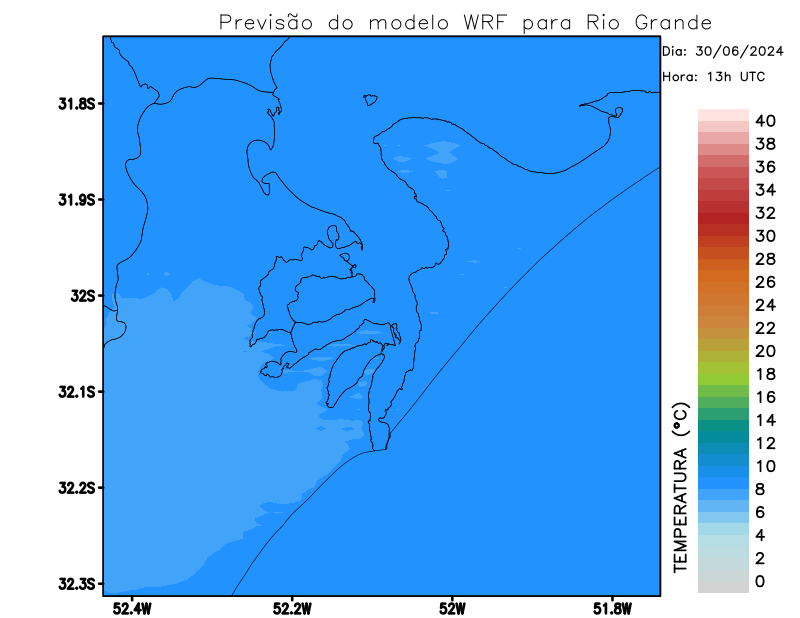 Previsão do modelo WRF para Rio Grande
Dia: 30/06/2024
Hora: 13h UTC
31.8S
31.9S
32S
32.1S
32.2S
32.3S
52.4W
52.2W
52W
51.8W
TEMPERATURA (°C)
40
38
36
34
32
30
28
26
24
22
20
18
16
14
12
10
8
6
4
2
0